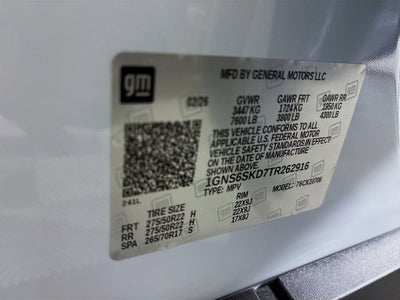 gm
MFD BY GENERAL MOTORS LLC
02/26
GVWR GAWR FRT GAWR RR
3447 KG 1724 KG 1950 KG
7600 LB 3800 LB 4300 LB
THIS VEHICLE CONFORMS TO ALL
APPLICABLE U.S. FEDERAL MOTOR
VEHICLE SAFETY STANDARDS IN EFFECT
ON THE DATE OF MANUFACTURE
SHOWN ABOVE.
1GNS6SKD7TR262916
TYPE: MPV MODEL:
241L
TIRE SIZE RIM
FRT 275/50R22 H 22X9J
RR 275/50R22 H 22X9J
SPA 265/70R17 S 17X8J